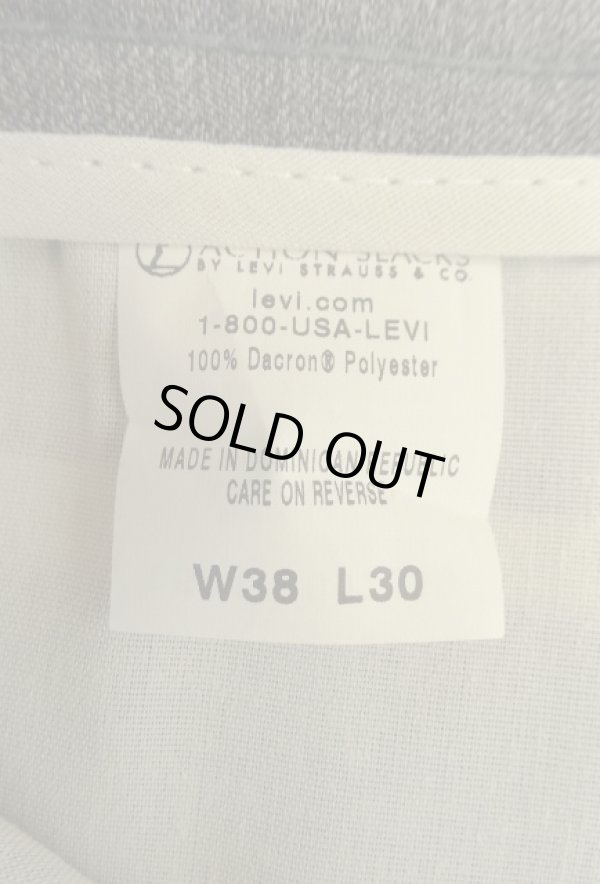 ACTION SLACKS
BY LEVI STRAUSS & CO.
levi.com
1-800-USA-LEVI
100% Dacron® Polyester
SOLD OUT
MADE IN DOMINICAN REPUBLIC
CARE ON REVERSE
W38 L30